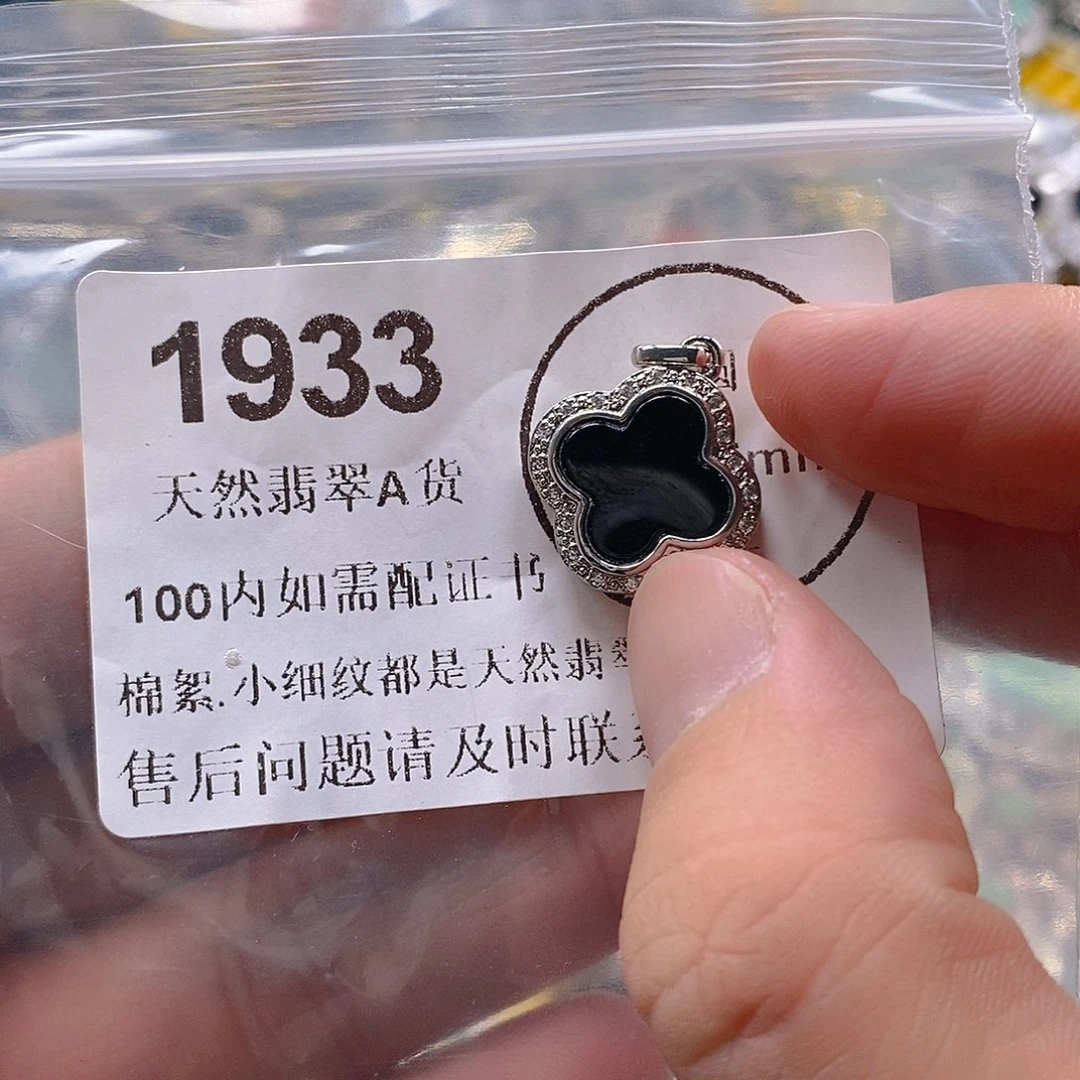 1933
天然翡翠A货
100内如需配证书
棉絮.小细纹都是天然翡
售后问题请及时联
mm